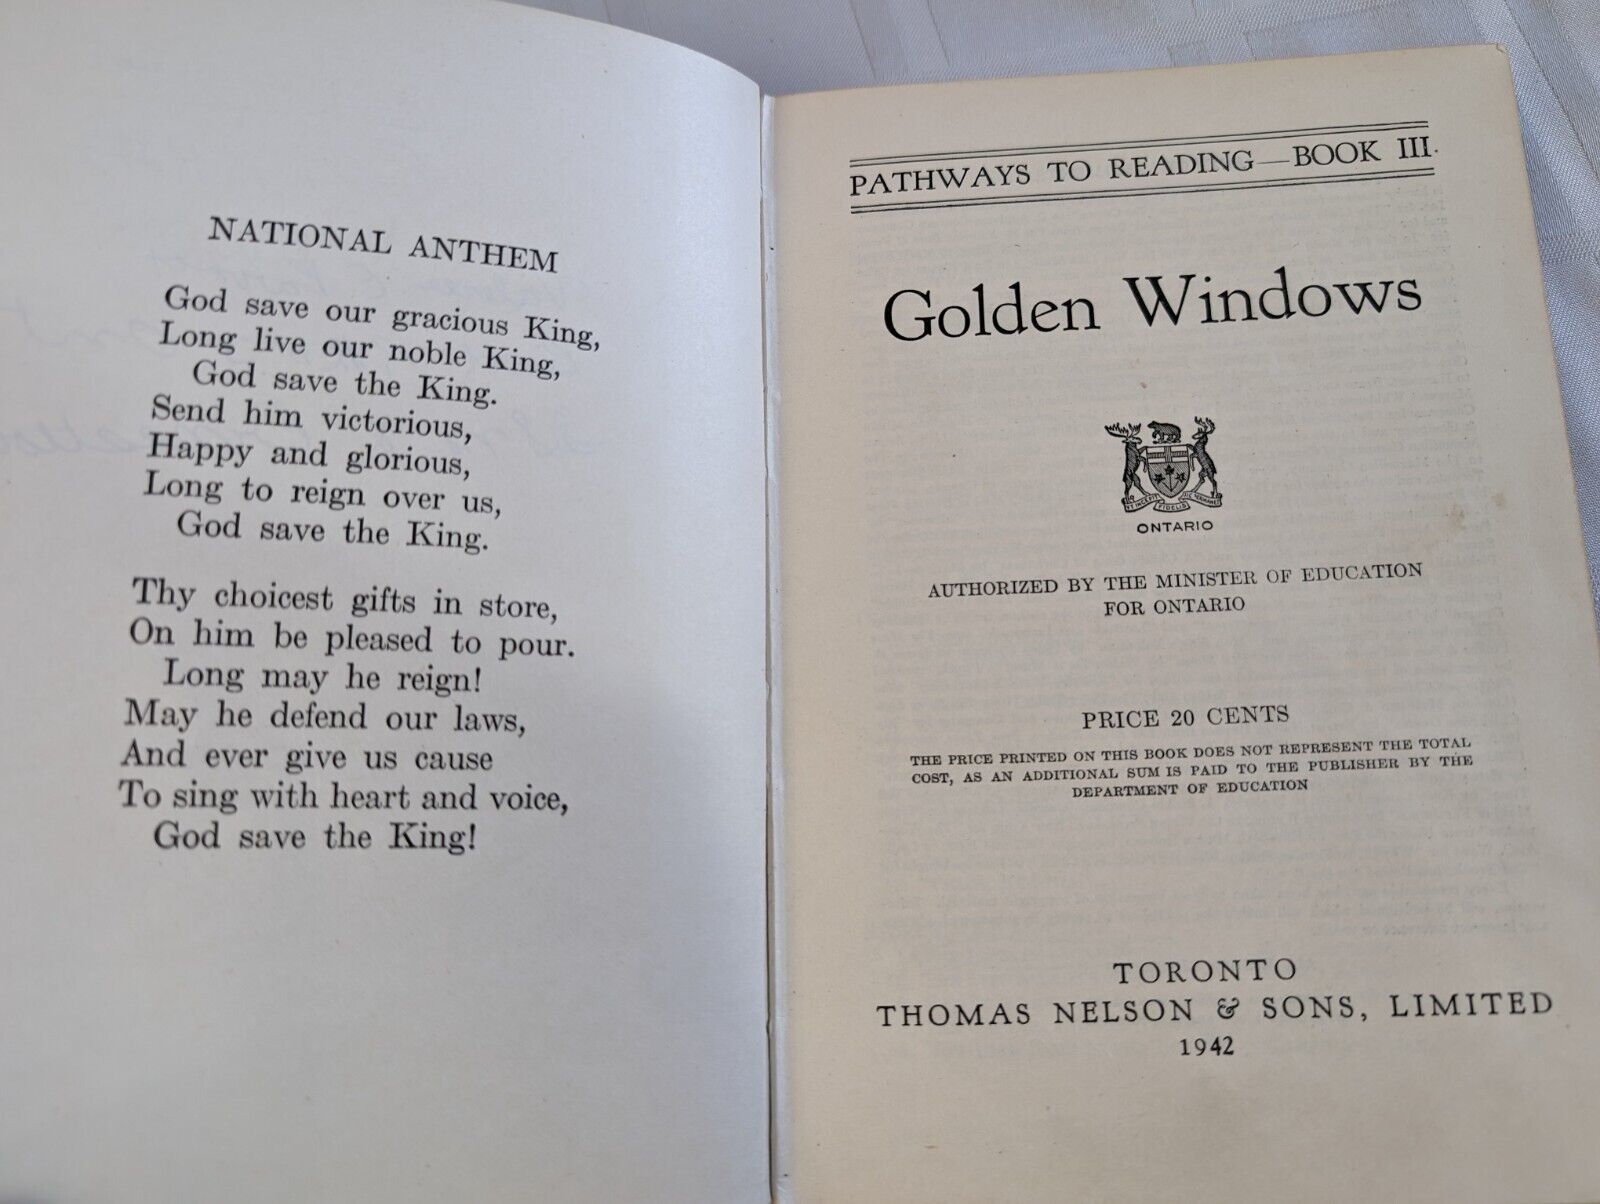 NATIONAL ANTHEM
God save our gracious King,
Long live our noble King,
God save the King.
Send him victorious,
Happy and glorious,
Long to reign over us,
God save the King.
Thy choicest gifts in store,
On him be pleased to pour.
Long may he reign!
May he defend our laws,
And ever give us cause
To sing with heart and voice,
God save the King!
PATHWAYS TO READING—BOOK III.
Golden Windows
ONTARIO
AUTHORIZED BY THE MINISTER OF EDUCATION
FOR ONTARIO
PRICE 20 CENTS
THE PRICE PRINTED ON THIS BOOK DOES NOT REPRESENT THE TOTAL
COST, AS AN ADDITIONAL SUM IS PAID TO THE PUBLISHER BY THE
DEPARTMENT OF EDUCATION
TORONTO
THOMAS NELSON & SONS, LIMITED
1942